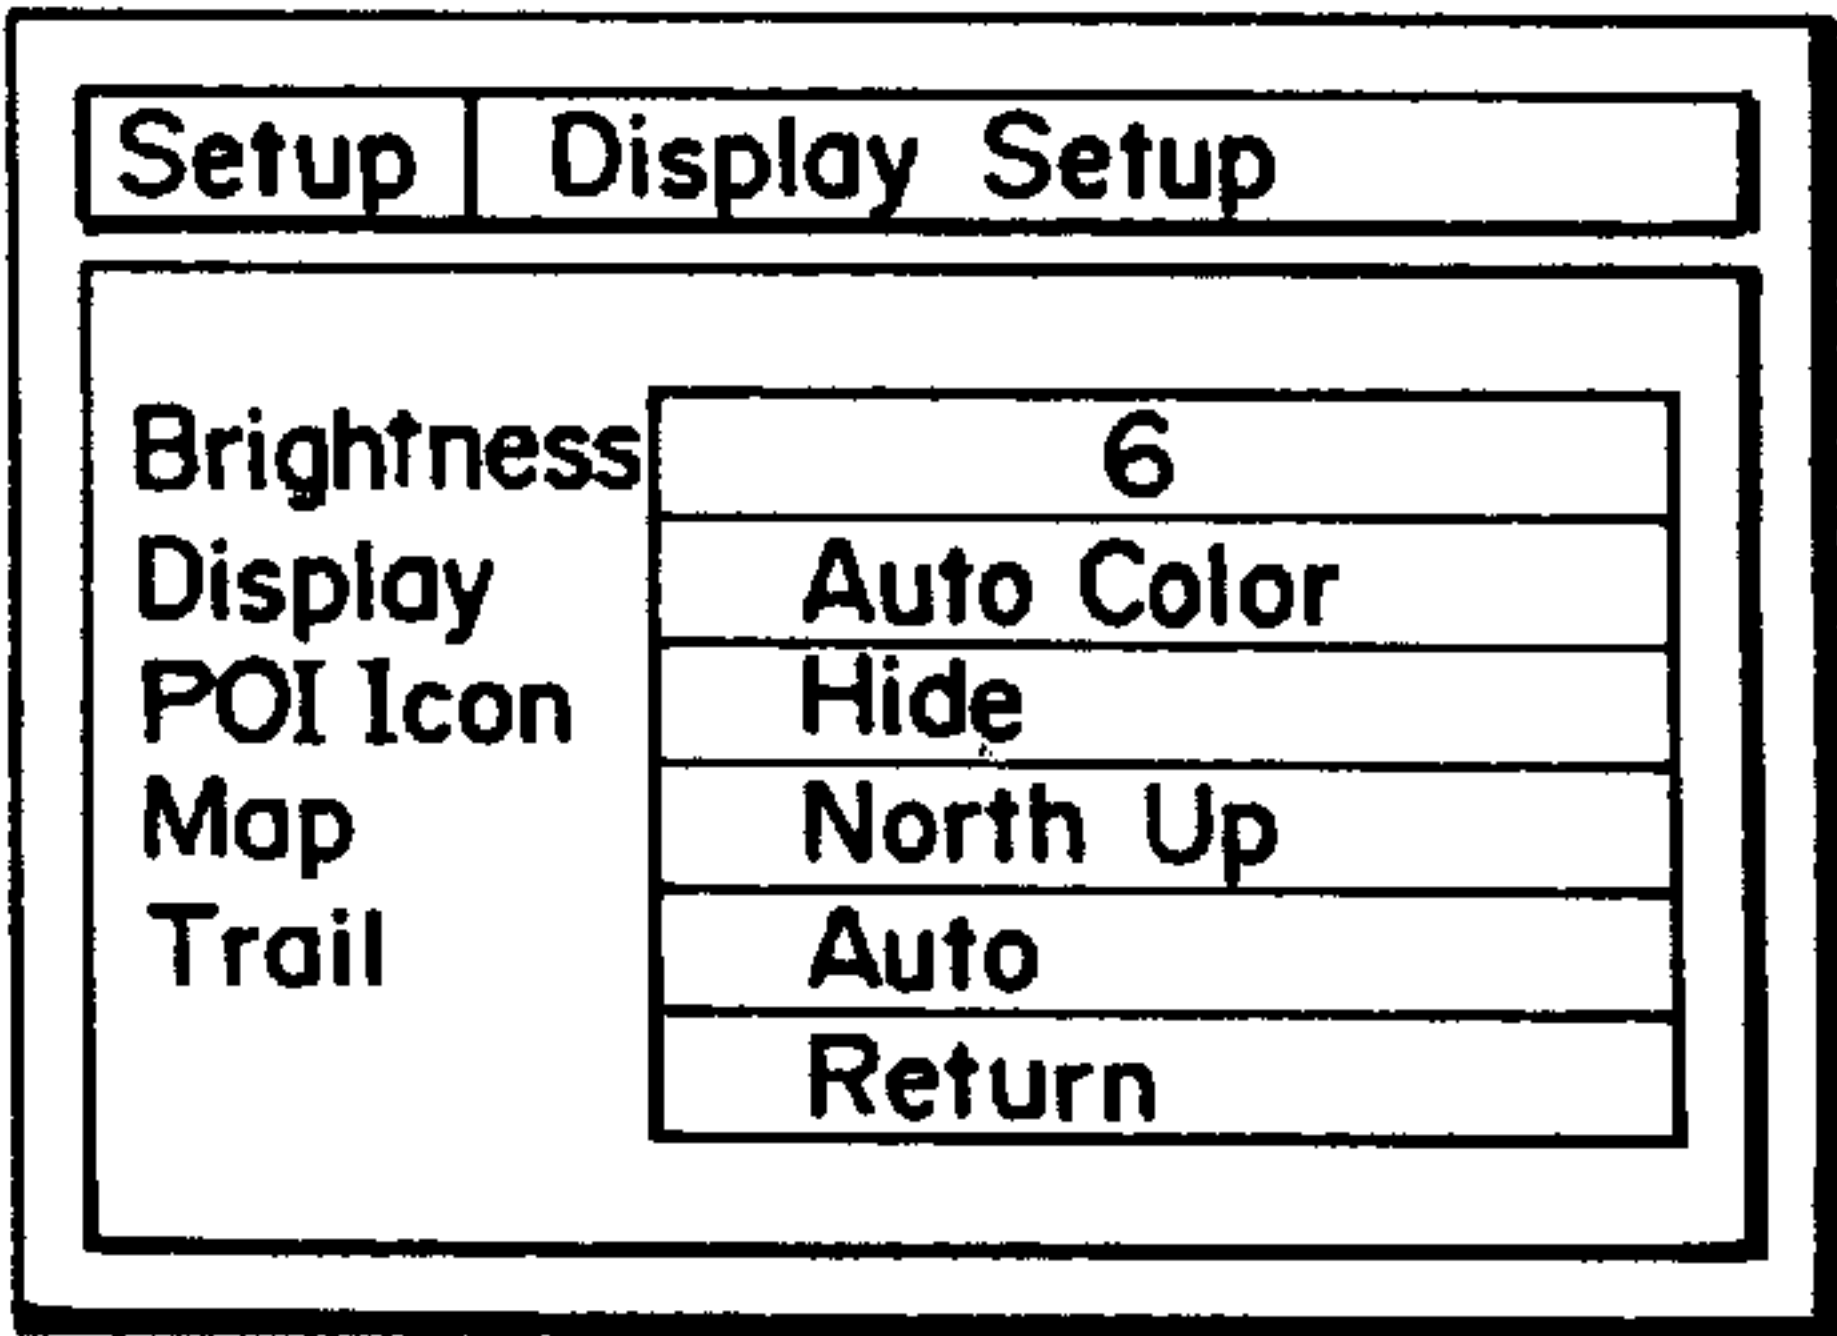 Setup Display Setup
Brightness 6
Display Auto Color
POI Icon Hide
Map North Up
Trail Auto
Return